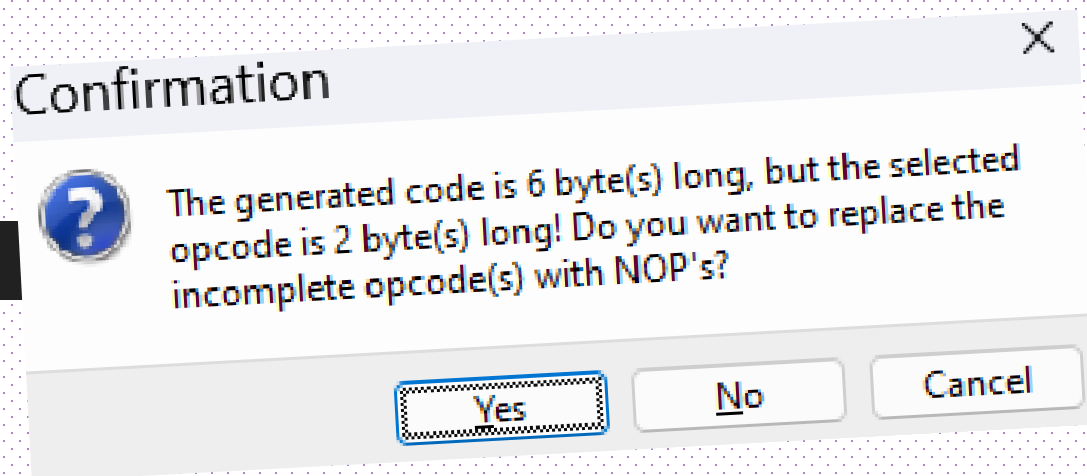 Confirmation
The generated code is 6 byte(s) long, but the selected
opcode is 2 byte(s) long! Do you want to replace the
incomplete opcode(s) with NOP's?
Yes
No
Cancel